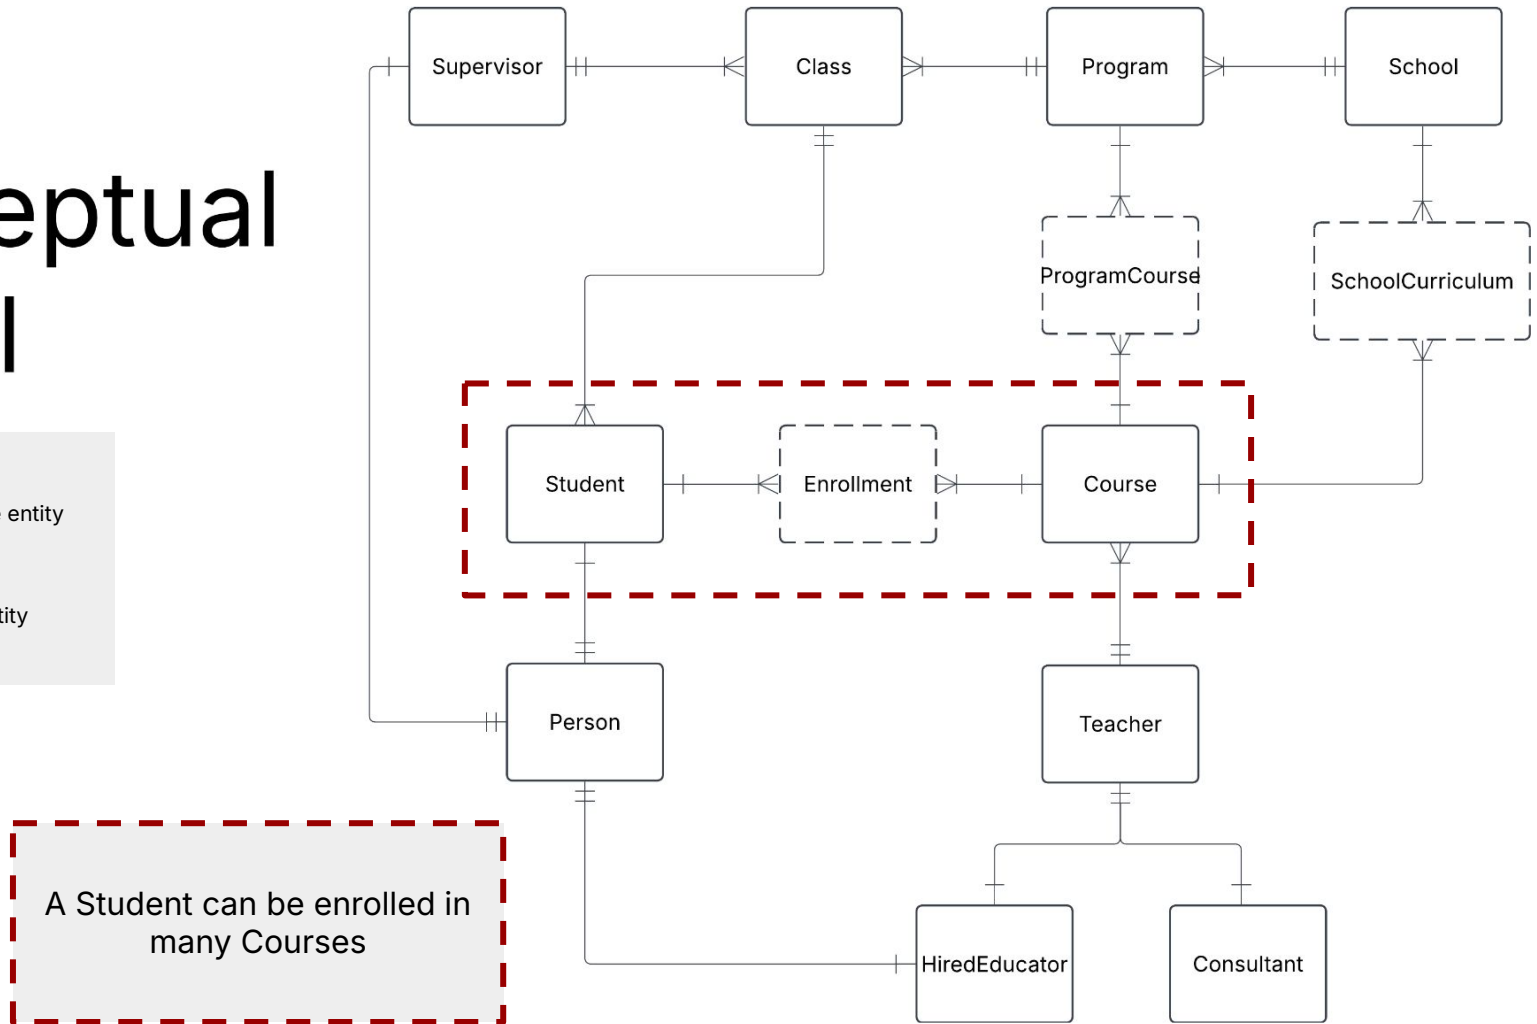 Supervisor
Class
Program
School
eptual
l
ProgramCourse
SchoolCurriculum
entity
tity
Student
Enrollment
Course
Person
Teacher
A Student can be enrolled in
many Courses
HiredEducator
Consultant